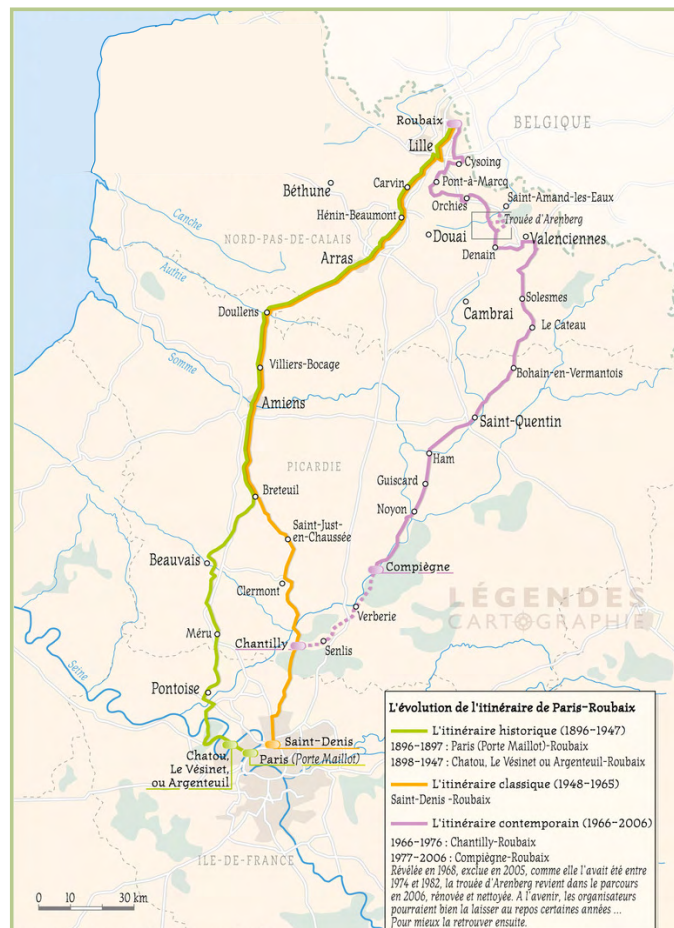 BELGIQUE
Roubaix
Lille
Cysoing
Pont-à-Marcq
Carvin
Béthune
Orchies
Saint-Amand-les-Eaux
Hénin-Beaumont
Trouée d'Arenberg
Canche
NORD-PAS-DE-CALAIS
Douai
Valenciennes
Denain
Arras
Authie
Solesmes
Doullens
Cambrai
Le Cateau
Somme
Villiers-Bocage
Bohain-en-Vermantois
Amiens
Saint-Quentin
PICARDIE
Ham
Guiscard
Breteuil
Noyon
Saint-Just-
en-Chaussée
Beauvais
Compiègne
Clermont
LÉGENDES
CARTOGRAPHIE
Verberie
Méru
Chantilly
Senlis
Seine
Pontoise
Saint-Denis
Chatou,
Le Vésinet,
ou Argenteuil
Paris (Porte Maillot)
ILE-DE-FRANCE
0 10 30 km
L'évolution de l'itinéraire de Paris-Roubaix
L'itinéraire historique (1896-1947)
1896-1897 : Paris (Porte Maillot)-Roubaix
1898-1947 : Chatou, Le Vésinet ou Argenteuil-Roubaix
L'itinéraire classique (1948-1965)
Saint-Denis -Roubaix
L'itinéraire contemporain (1966-2006)
1966-1976 : Chantilly-Roubaix
1977-2006 : Compiègne-Roubaix
Révélée en 1968, exclue en 2005, comme elle l'avait été entre
1974 et 1982, la trouée d'Arenberg revient dans le parcours
en 2006, rénovée et nettoyée. A l'avenir, les organisateurs
pourraient bien la laisser au repos certaines années ...
Pour mieux la retrouver ensuite.